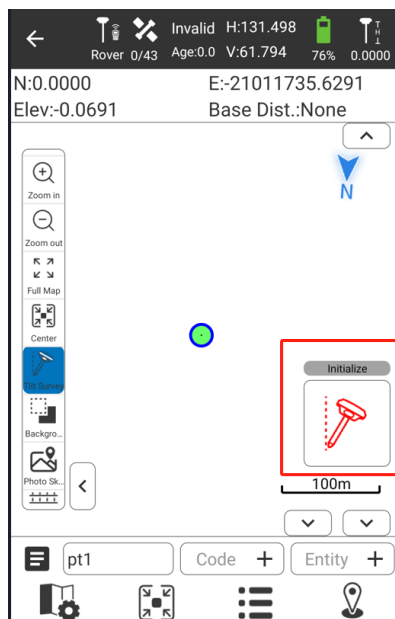 Invalid H:131.498
Rover 0/43 Age:0.0 V:61.794 76% 0.0000
T H I
N:0.0000 E:-21011735.6291
Elev:-0.0691 Base Dist.:None
N
Zoom in
Zoom out
Full Map
Center
Tilt Survey
Backgro...
Photo Sk...
Initialize
100m
pt1 Code + Entity +